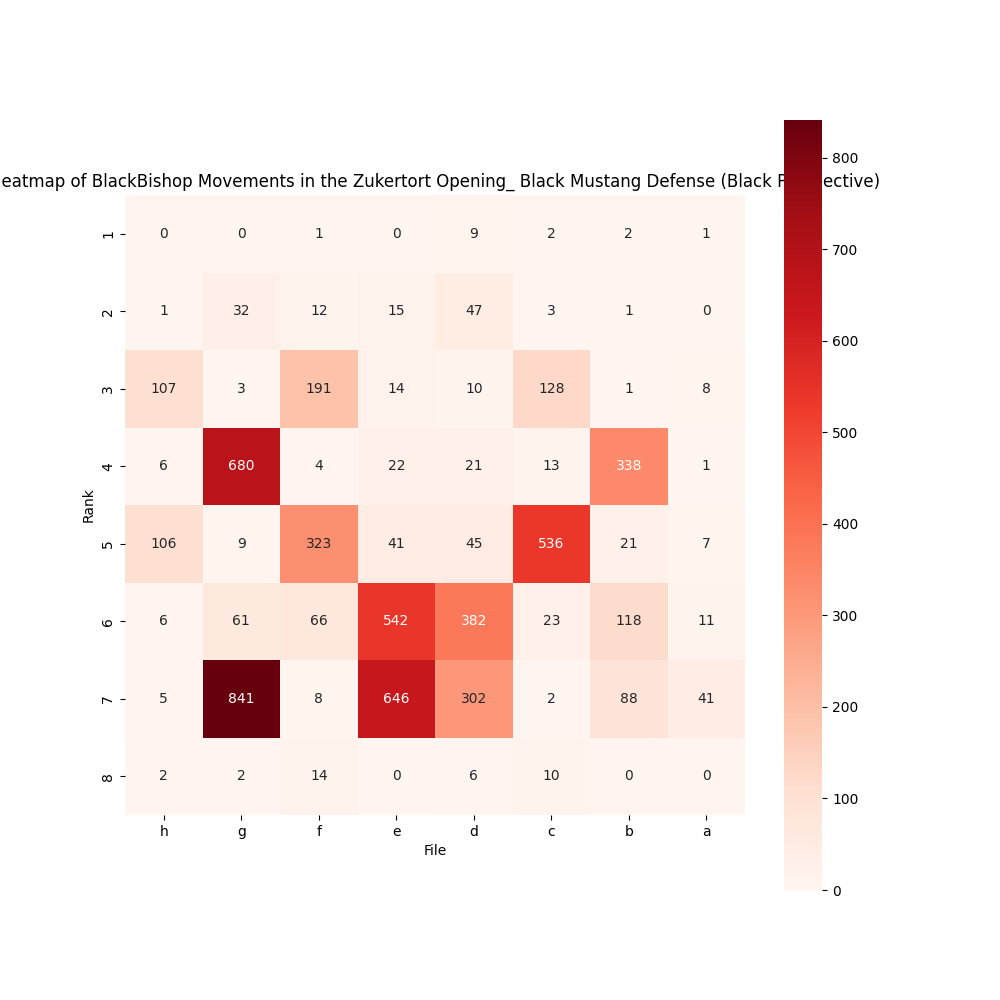 eatmap of BlackBishop Movements in the Zukertort Opening_ Black Mustang Defense (Black ective)
800
700
600
500
400
300
200
100
0
Rank
1 0 0 1 0 9 2 2 1
2 1 32 12 15 47 3 1 0
3 107 3 191 14 10 128 1 8
4 6 680 4 22 21 13 338 1
5 106 9 323 41 45 536 21 7
6 6 61 66 542 382 23 118 11
7 5 841 8 646 302 2 88 41
8 2 2 14 0 6 10 0 0
h g f e d c b a
File